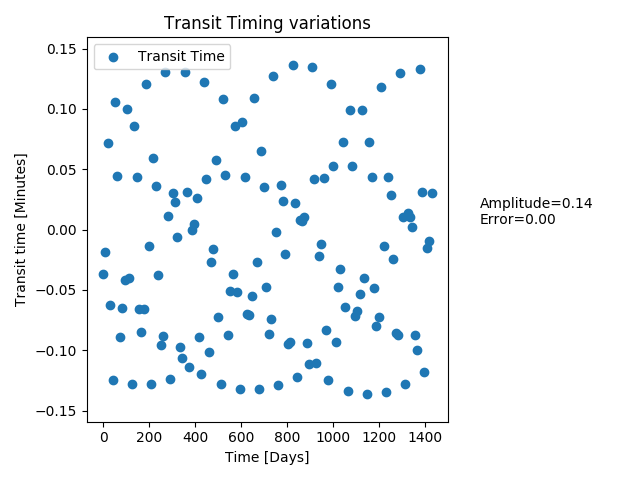 Transit Timing variations
Transit Time
0.15
0.10
0.05
0.00
−0.05
−0.10
−0.15
Transit time [Minutes]
Amplitude=0.14
Error=0.00
0 200 400 600 800 1000 1200 1400
Time [Days]